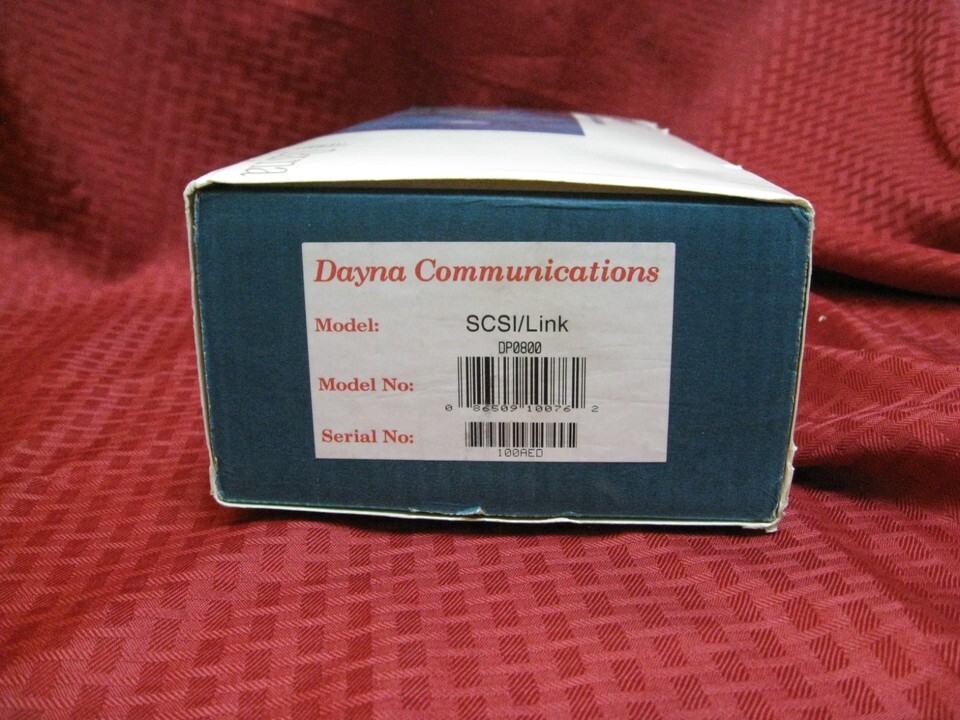 Dayna Communications
Model: SCSI/Link
DP0800
Model No:
0 86509 10076 2
Serial No:
100AED